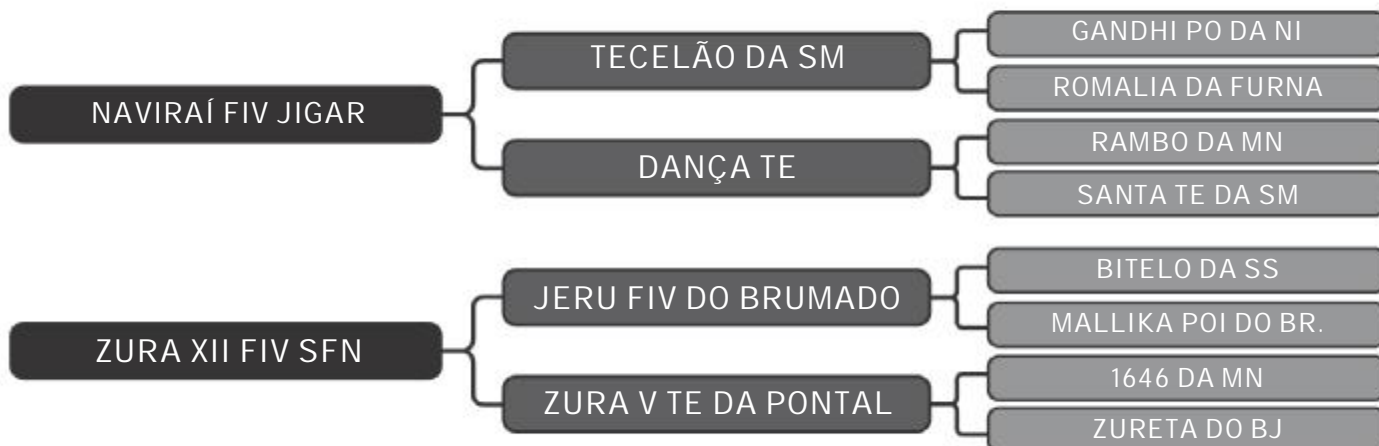 NAVIRAÍ FIV JIGAR
TECELÃO DA SM
GANDHI PO DA NI
ROMALIA DA FURNA
DANÇA TE
RAMBO DA MN
SANTA TE DA SM
ZURA XII FIV SFN
JERU FIV DO BRUMADO
BITELO DA SS
MALLIKA POI DO BR.
ZURA V TE DA PONTAL
1646 DA MN
ZURETA DO BJ